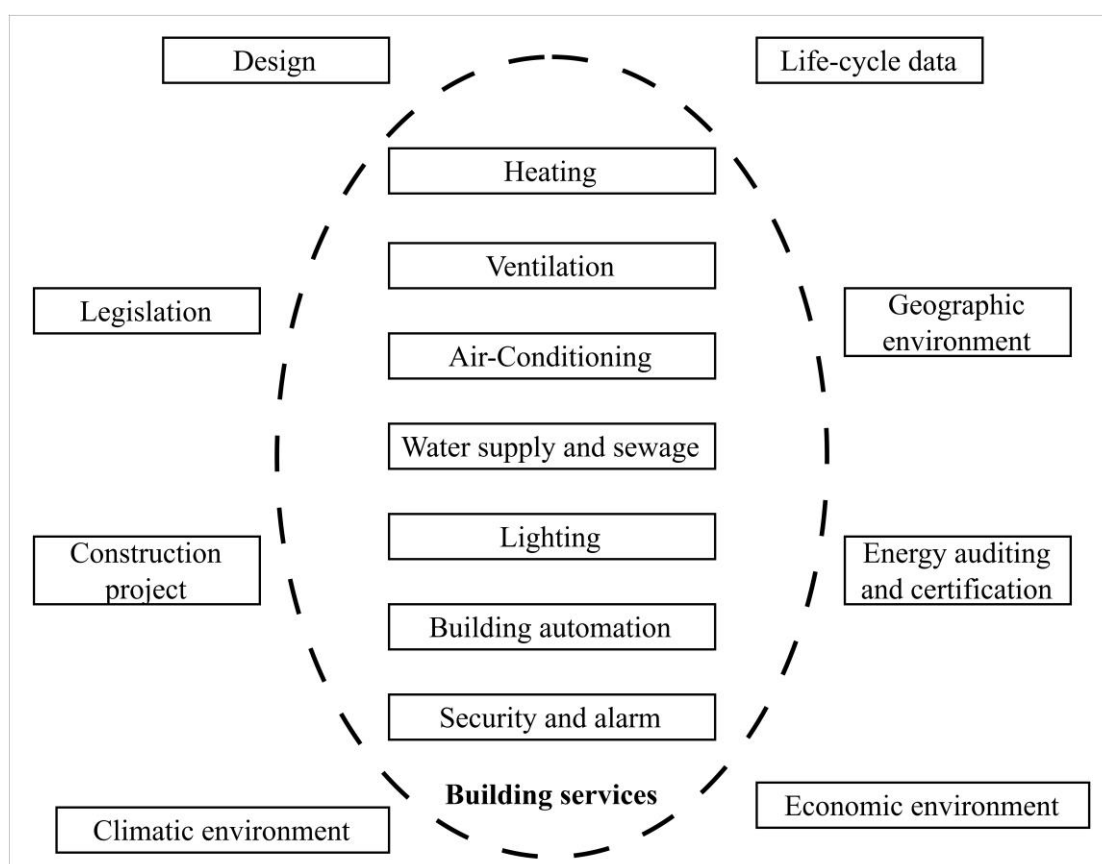 Design
Life-cycle data
Heating
Ventilation
Legislation
Geographic
environment
Air-Conditioning
Water supply and sewage
Lighting
Construction
project
Energy auditing
and certification
Building automation
Security and alarm
Building services
Economic environment
Climatic environment